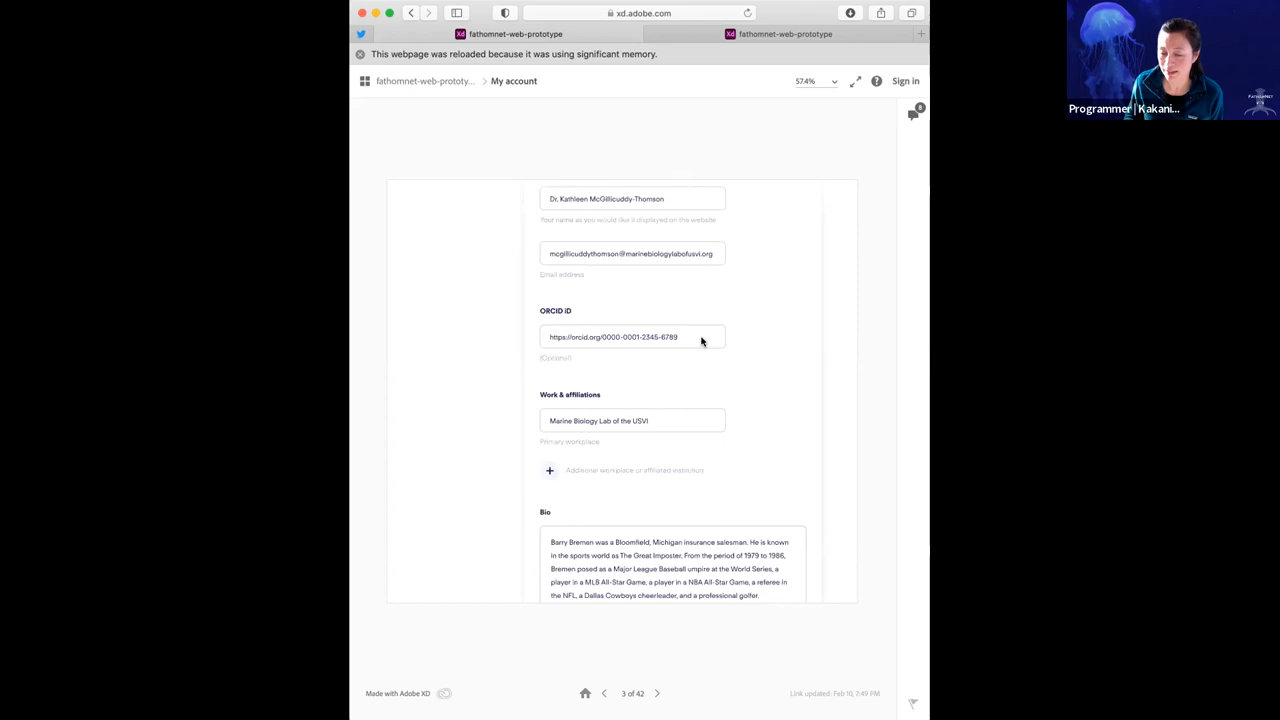 xd.adobe.com
fathomnet-web-prototype
fathomnet-web-prototype
This webpage was reloaded because it was using significant memory.
fathomnet-web-prototy... > My account
57.4%
Sign in
8
Programmer | Kakani...
FATHOMNET
Dr. Kathleen McGillicuddy-Thomson
Your name as you would like it displayed on the website
mcgillicuddythomson@marinebiologylabofusvi.org
Email address
ORCID iD
https://orcid.org/0000-0001-2345-6789
(Optional)
Work & affiliations
Marine Biology Lab of the USVI
Primary workplace
+ Additional workplace or affiliated institution
Bio
Barry Bremen was a Bloomfield, Michigan insurance salesman. He is known
in the sports world as The Great Imposter. From the period of 1979 to 1986,
Bremen posed as a Major League Baseball umpire at the World Series, a
player in a MLB All-Star Game, a player in a NBA All-Star Game, a referee in
the NFL, a Dallas Cowboys cheerleader, and a professional golfer.
Made with Adobe XD
3 of 42
Link updated: Feb 10, 7:49 PM